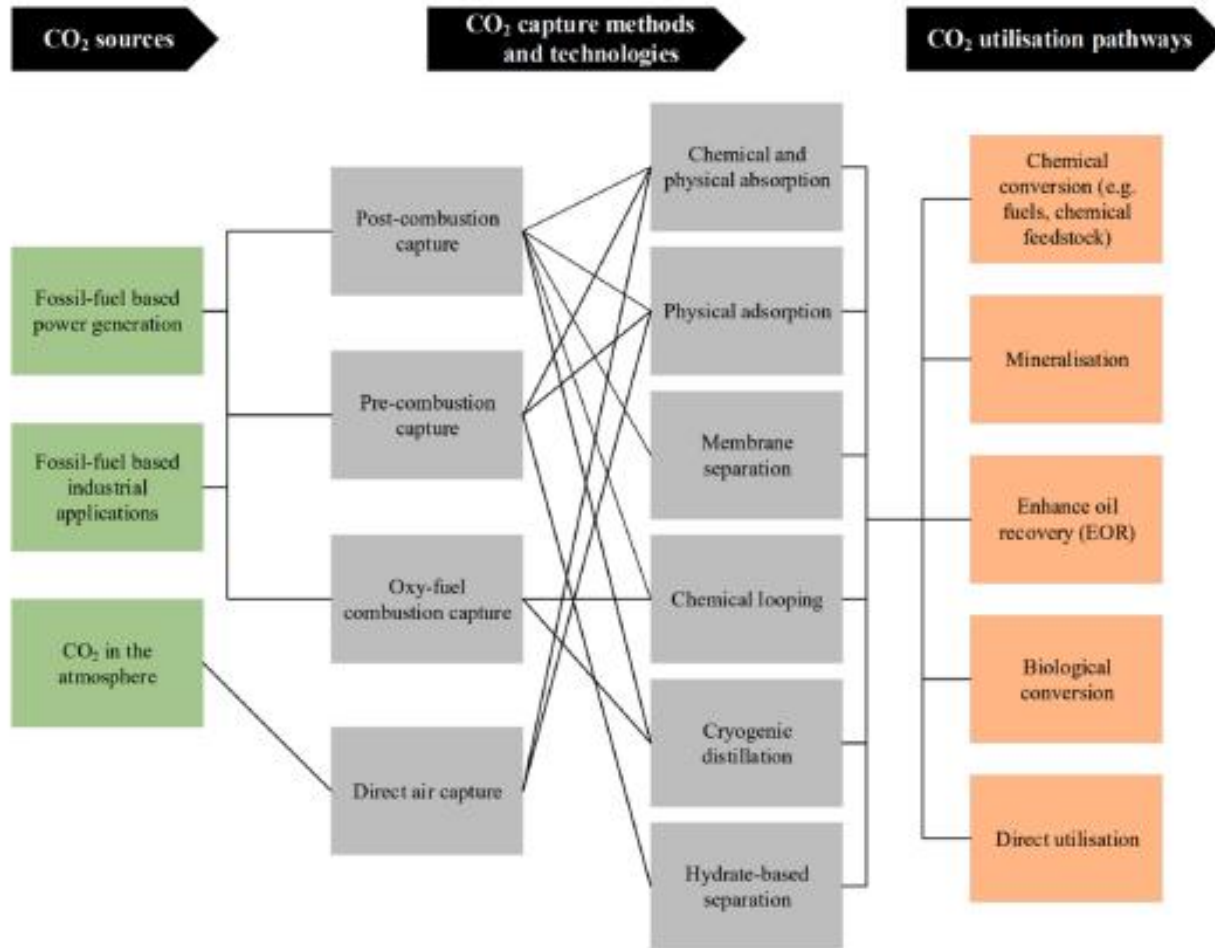 CO₂ sources
CO₂ capture methods
and technologies
CO₂ utilisation pathways
Fossil-fuel based
power generation
Fossil-fuel based
industrial
applications
CO₂ in the
atmosphere
Post-combustion
capture
Pre-combustion
capture
Oxy-fuel
combustion capture
Direct air capture
Chemical and
physical absorption
Physical adsorption
Membrane
separation
Chemical looping
Cryogenic
distillation
Hydrate-based
separation
Chemical
conversion (e.g.
fuels, chemical
feedstock)
Mineralisation
Enhance oil
recovery (EOR)
Biological
conversion
Direct utilisation